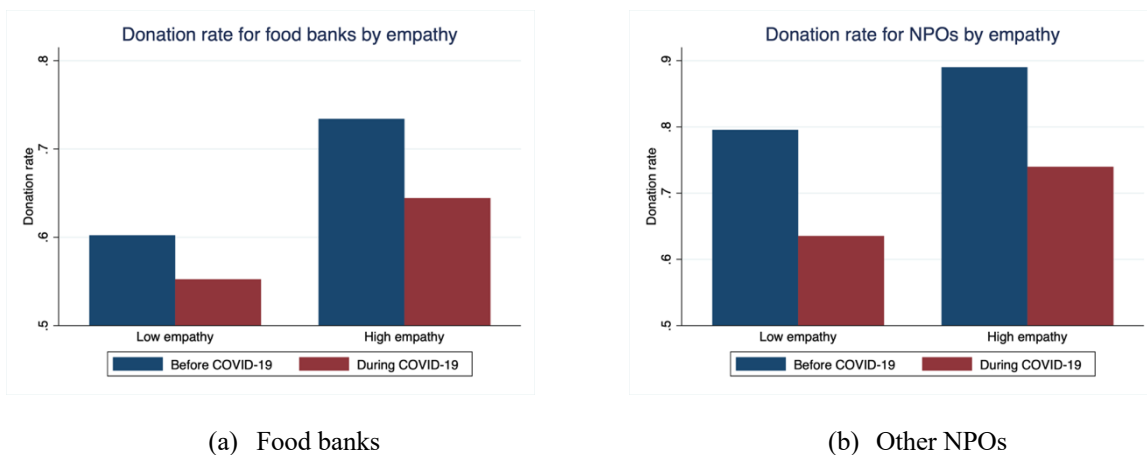 Donation rate for food banks by empathy
Donation rate
.8
.7
.6
.5
Low empathy
High empathy
Before COVID-19
During COVID-19
(a) Food banks
Donation rate for NPOs by empathy
Donation rate
.9
.8
.7
.6
.5
Low empathy
High empathy
Before COVID-19
During COVID-19
(b) Other NPOs